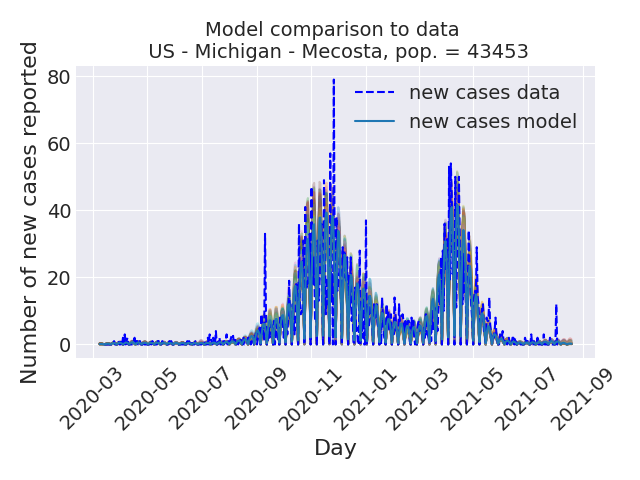 Model comparison to data
US - Michigan - Mecosta, pop. = 43453
Number of new cases reported
80
60
40
20
0
new cases data
new cases model
2020-03
2020-05
2020-07
2020-09
2020-11
2021-01
2021-03
2021-05
2021-07
2021-09
Day